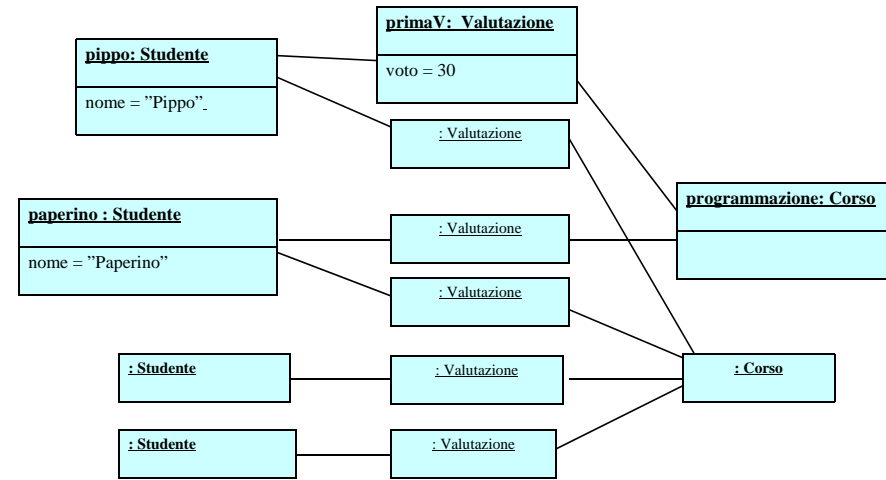 primaV: Valutazione
voto = 30
pippo: Studente
nome = ”Pippo”
: Valutazione
programmazione: Corso
paperino : Studente
nome = ”Paperino”
: Valutazione
: Valutazione
: Studente
: Valutazione
: Corso
: Studente
: Valutazione